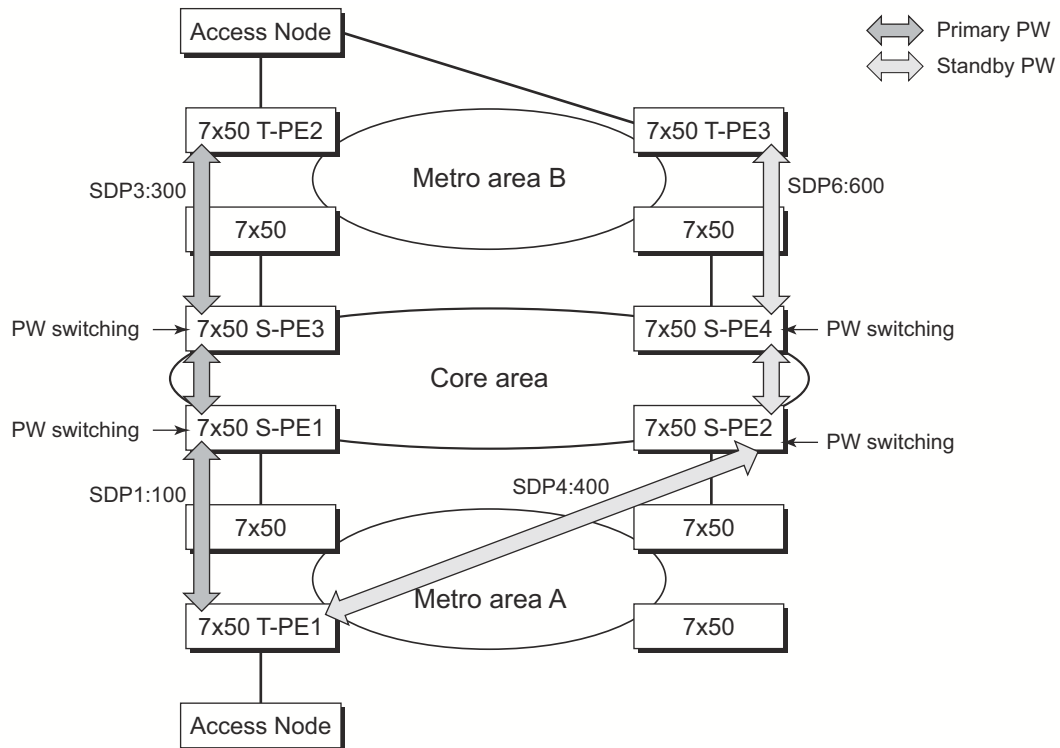 Access Node
Primary PW
Standby PW
7x50 T-PE2
7x50 T-PE3
Metro area B
SDP3:300
SDP6:600
7x50
7x50
PW switching
7x50 S-PE3
7x50 S-PE4
PW switching
Core area
PW switching
7x50 S-PE1
7x50 S-PE2
PW switching
SDP1:100
SDP4:400
7x50
7x50
Metro area A
7x50 T-PE1
7x50
Access Node